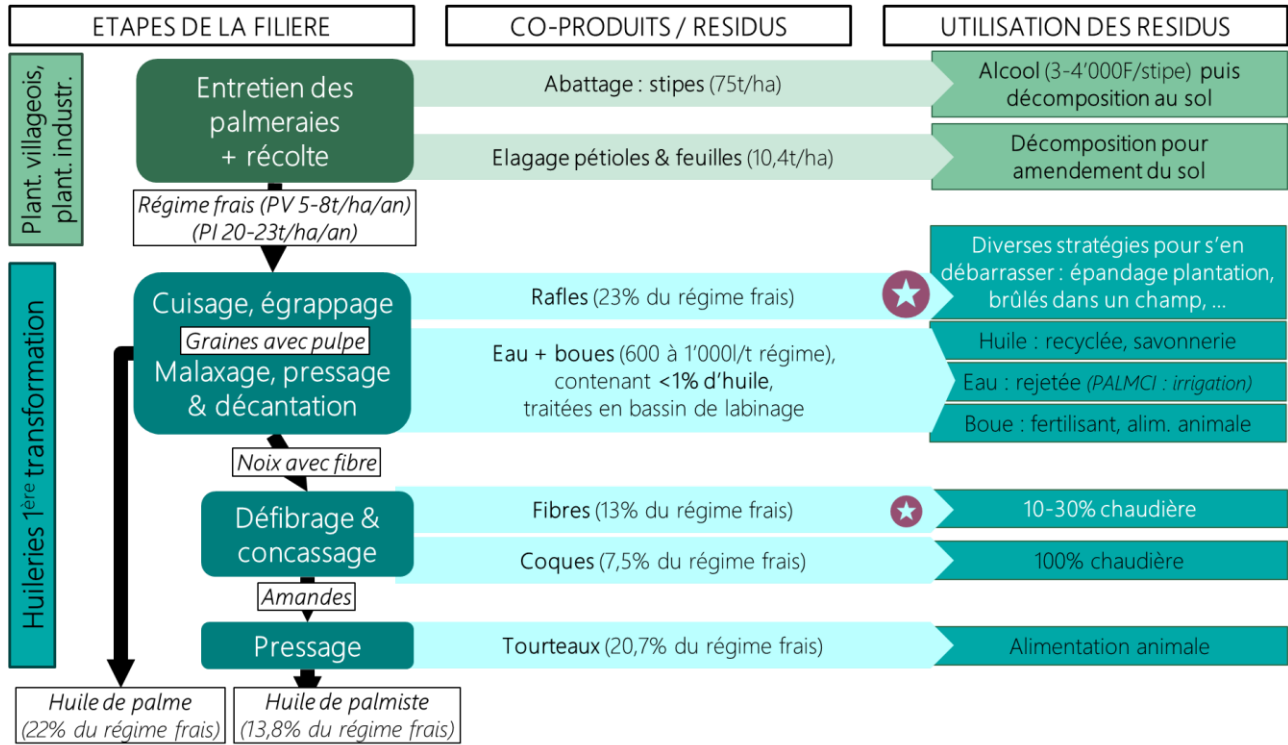 ETAPES DE LA FILIERE
CO-PRODUITS / RESIDUS
UTILISATION DES RESIDUS
Plant. villageois,
plant. industr.
Entretien des
palmeraies
+ récolte
Abattage : stipes (75t/ha)
Alcool (3-4’000F/stipe) puis
décomposition au sol
Elagage pétioles & feuilles (10,4t/ha)
Décomposition pour
amendement du sol
Régime frais (PV 5-8t/ha/an)
(PI 20-23t/ha/an)
Huileries 1ère transformation
Cuisage, égrappage
Graines avec pulpe
Malaxage, pressage
& décantation
Rafles (23% du régime frais)
Diverses stratégies pour s’en
débarrasser : épandage plantation,
brûlés dans un champ, ...
Eau + boues (600 à 1’000l/t régime),
contenant <1% d’huile,
traitées en bassin de labinage
Huile : recyclée, savonnerie
Eau : rejetée (PALMCI : irrigation)
Boue : fertilisant, alim. animale
Noix avec fibre
Défibrage &
concassage
Fibres (13% du régime frais)
10-30% chaudière
Coques (7,5% du régime frais)
100% chaudière
Amandes
Pressage
Tourteaux (20,7% du régime frais)
Alimentation animale
Huile de palme
(22% du régime frais)
Huile de palmiste
(13,8% du régime frais)